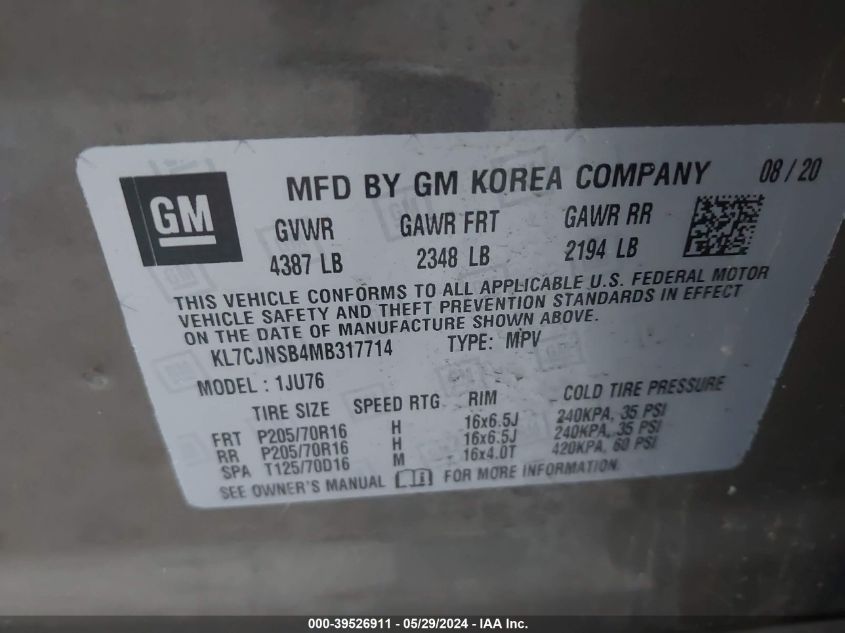 GM
MFD BY GM KOREA COMPANY 08 / 20
GVWR GAWR FRT GAWR RR
4387 LB 2348 LB 2194 LB
THIS VEHICLE CONFORMS TO ALL APPLICABLE U.S. FEDERAL MOTOR
VEHICLE SAFETY AND THEFT PREVENTION STANDARDS IN EFFECT
ON THE DATE OF MANUFACTURE SHOWN ABOVE.
KL7CJNSB4MB317714 TYPE: MPV
MODEL: 1JU76
TIRE SIZE SPEED RTG RIM COLD TIRE PRESSURE
FRT P205/70R16 H 16x6.5J 240KPA, 35 PSI
RR P205/70R16 H 16x6.5J 240KPA, 35 PSI
SPA T125/70D16 M 16x4.0T 420KPA, 60 PSI
SEE OWNER'S MANUAL FOR MORE INFORMATION.
000-39526911 - 05/29/2024 - IAA Inc.